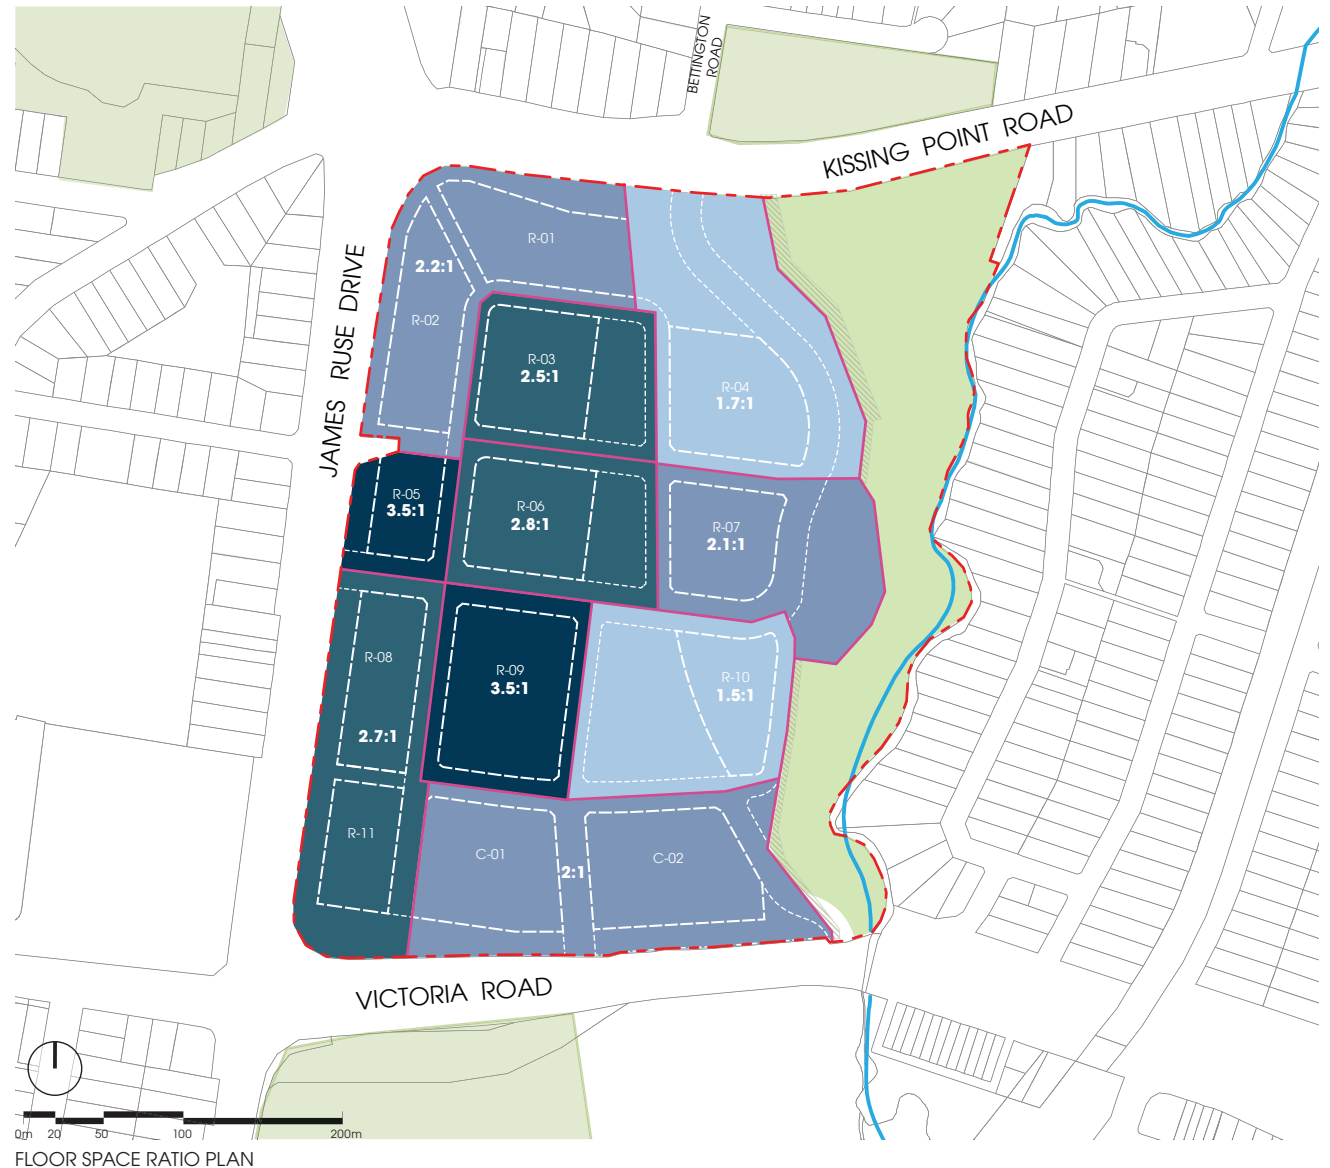 BETTINGTON
ROAD
KISSING POINT ROAD
JAMES RUSE DRIVE
R-01
2.2:1
R-02
R-03
2.5:1
R-04
1.7:1
R-05
3.5:1
R-06
2.8:1
R-07
2.1:1
R-08
2.7:1
R-09
3.5:1
R-10
1.5:1
R-11
C-01
2:1
C-02
VICTORIA ROAD
0m 20 50 100 200m
FLOOR SPACE RATIO PLAN